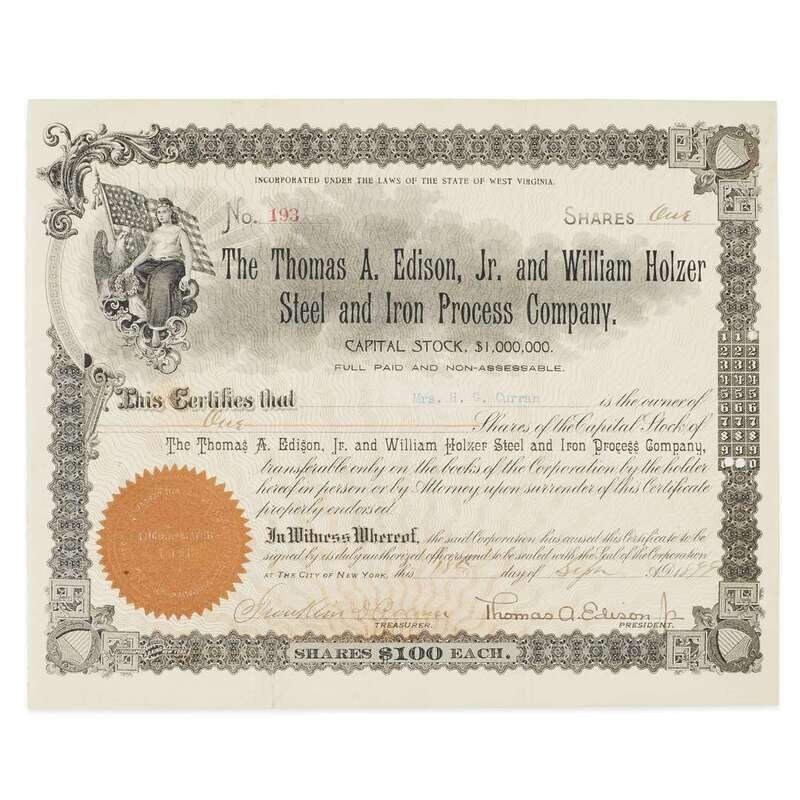 INCORPORATED UNDER THE LAWS OF THE STATE OF WEST VIRGINIA.
No. 193 SHARES One
The Thomas A. Edison, Jr. and William Holzer
Steel and Iron Process Company.
CAPITAL STOCK, $1,000,000.
FULL PAID AND NON-ASSESSABLE.
This Certifies that Mrs. H. G. Curran is the owner of
One Shares of the Capital Stock of
The Thomas A. Edison, Jr. and William Holzer Steel and Iron Process Company,
transferable only on the books of the Corporation by the holder
hereof in person or by Attorney upon surrender of this Certificate
properly endorsed.
In Witness Whereof, the said Corporation has caused this Certificate to be
signed by its duly authorized officers and to be sealed with the Seal of the Corporation
AT THE CITY OF NEW YORK, this day of Sept A.D. 1899
Thomas A. Edison Jr
TREASURER. PRESIDENT.
SHARES $100 EACH.
INCORPORATED